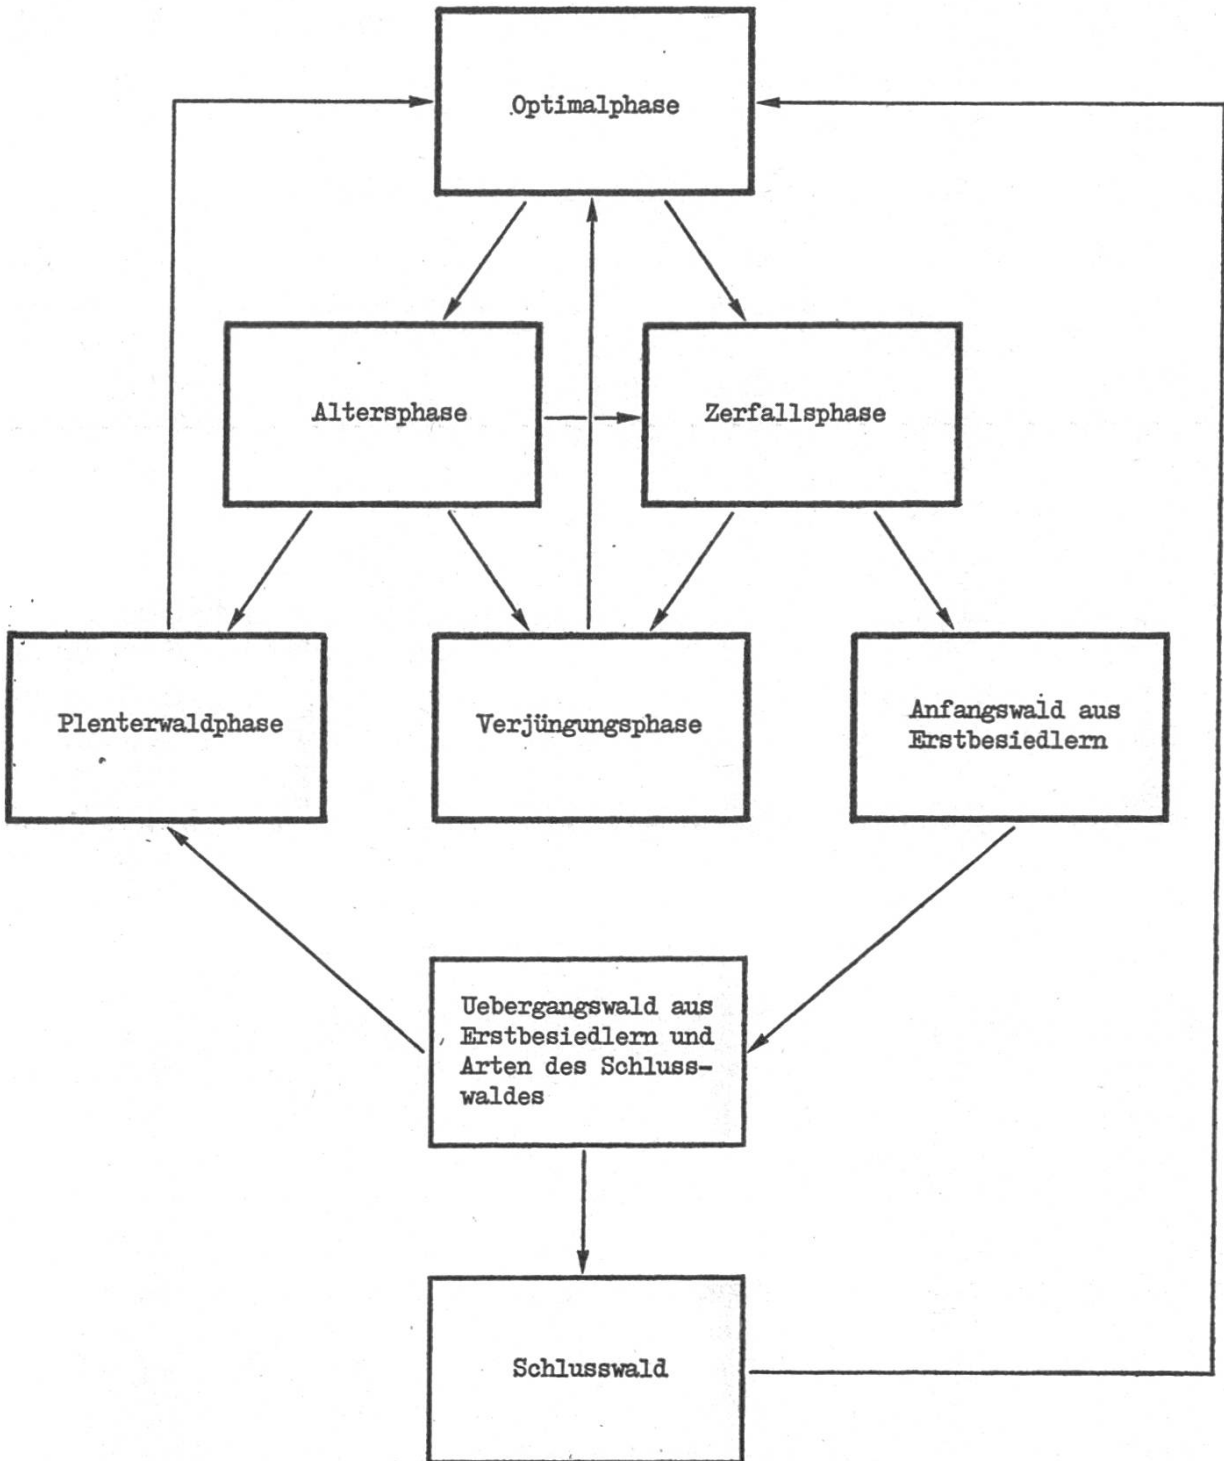 Optimalphase
Altersphase
Zerfallsphase
Plenterwaldphase
Verjüngungsphase
Anfangswald aus
Erstbesiedlern
Uebergangswald aus
Erstbesiedlern und
Arten des Schluss-
waldes
Schlusswald